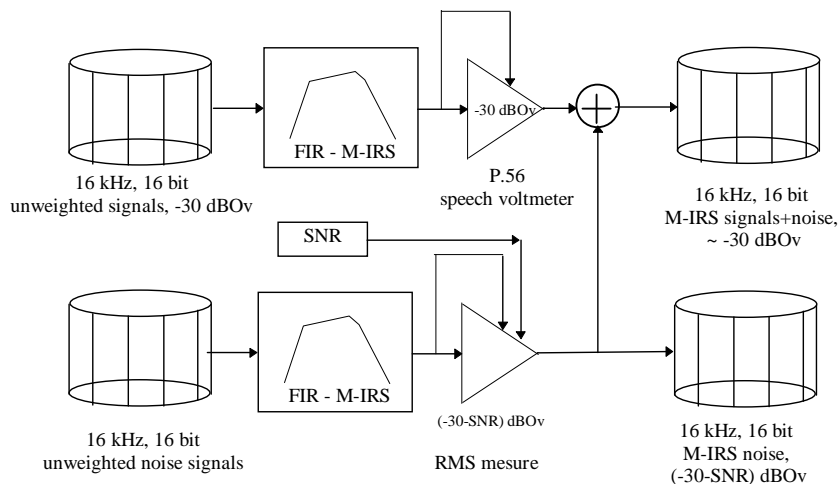 -30 dBOv
FIR - M-IRS
P.56
speech voltmeter
16 kHz, 16 bit
unweighted signals, -30 dBOv
16 kHz, 16 bit
M-IRS signals+noise,
~ -30 dBOv
SNR
FIR - M-IRS
(-30-SNR) dBOv
16 kHz, 16 bit
unweighted noise signals
RMS mesure
16 kHz, 16 bit
M-IRS noise,
(-30-SNR) dBOv